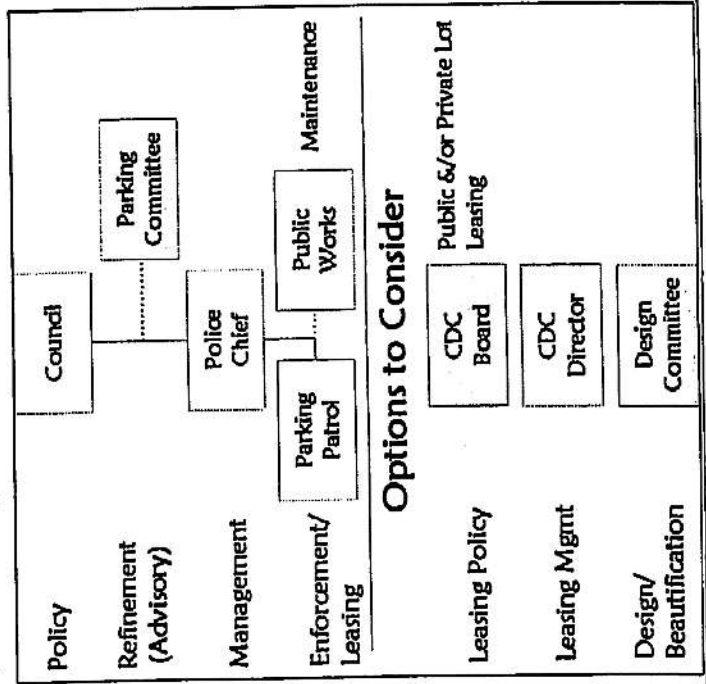 Policy
Council
Refinement
(Advisory)
Parking
Committee
Management
Police
Chief
Enforcement/
Leasing
Parking
Patrol
Public
Works
Maintenance
Options to Consider
Leasing Policy
CDC
Board
Public &/or Private Lot
Leasing
Leasing Mgmt
CDC
Director
Design/
Beautification
Design
Committee